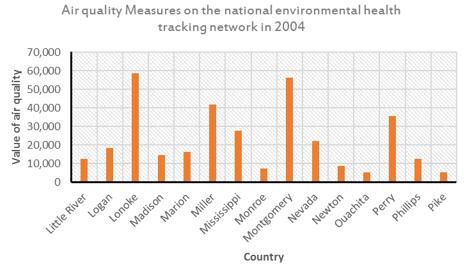 Air quality Measures on the national environmental health
tracking network in 2004
Value of air quality
70,000
60,000
50,000
40,000
30,000
20,000
10,000
0
Little River
Logan
Lonoke
Madison
Marion
Miller
Mississippi
Monroe
Montgomery
Nevada
Newton
Ouachita
Perry
Phillips
Pike
Country